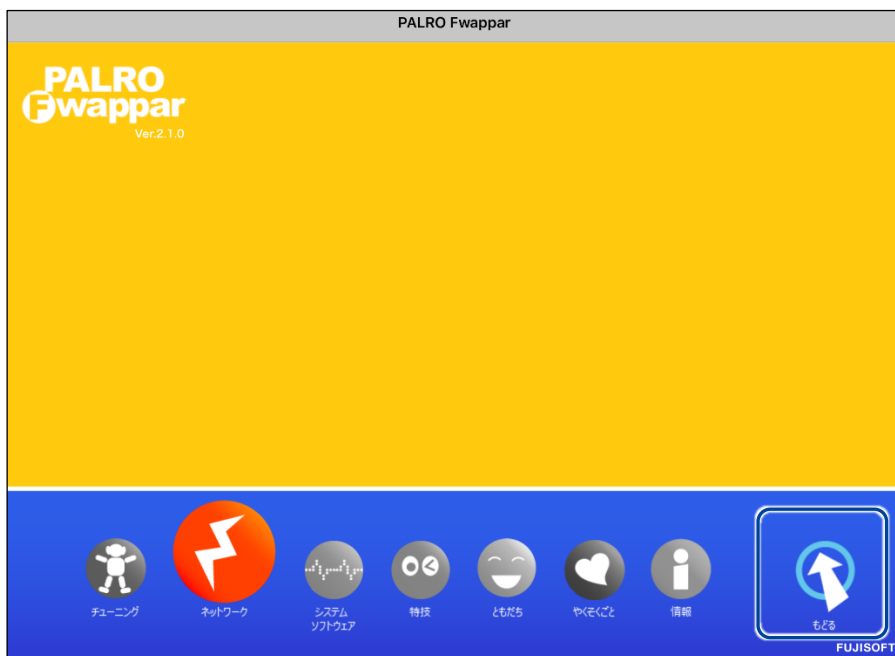 PALRO Fwappar
PALRO
Fwappar
Ver.2.1.0
チューニング
ネットワーク
システム
ソフトウェア
特技
ともだち
やくそくごと
情報
もどる
FUJISOFT